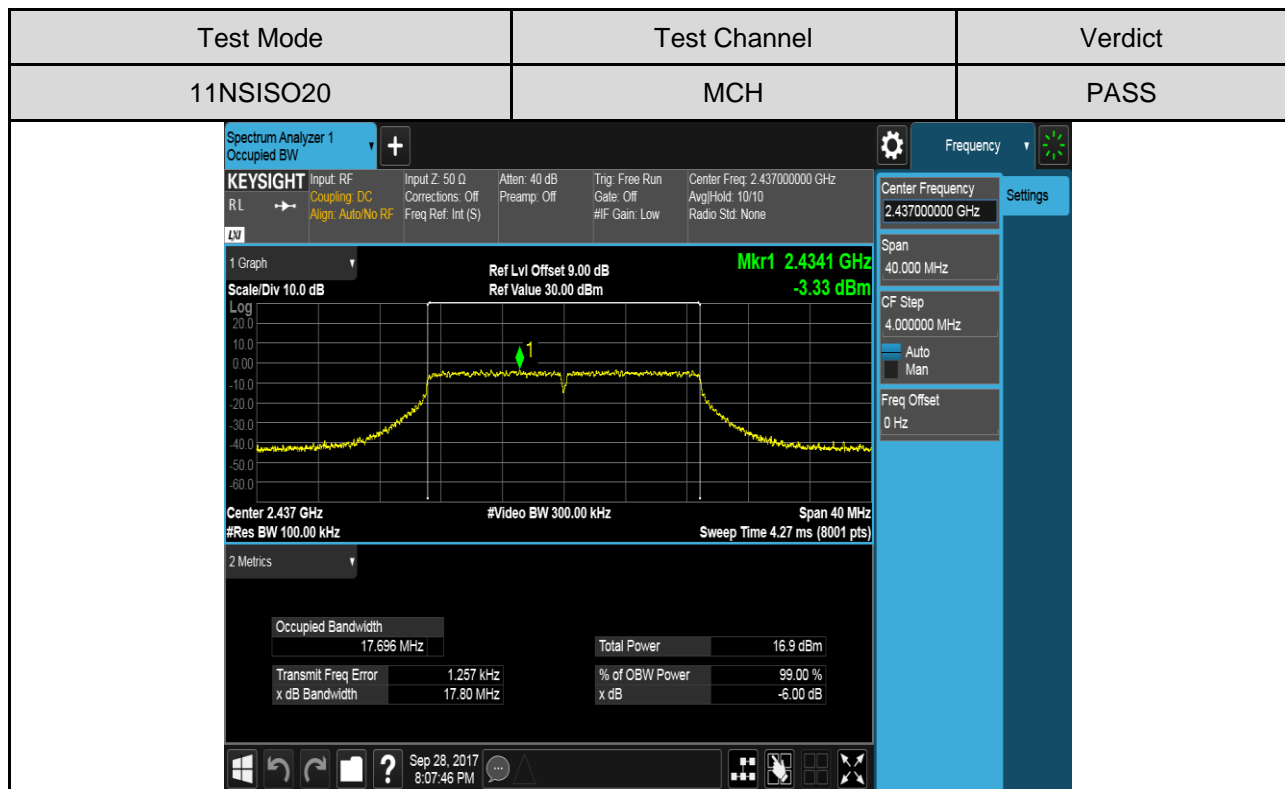 Test Mode Test Channel Verdict
11NSISO20 MCH PASS
Spectrum Analyzer 1
Occupied BW
+
Frequency
KEYSIGHT
RL
LXI
Input: RF
Coupling: DC
Align: Auto/No RF
Input Z: 50 Ω
Corrections: Off
Freq Ref: Int (S)
Atten: 40 dB
Preamp: Off
Trig: Free Run
Gate: Off
#IF Gain: Low
Center Freq: 2.437000000 GHz
Avg|Hold: 10/10
Radio Std: None
Center Frequency
2.437000000 GHz
Settings
Span
40.000 MHz
CF Step
4.000000 MHz
Auto
Man
Freq Offset
0 Hz
1 Graph
Scale/Div 10.0 dB
Ref Lvl Offset 9.00 dB
Ref Value 30.00 dBm
Mkr1 2.4341 GHz
-3.33 dBm
Log
20.0
10.0
0.00
-10.0
-20.0
-30.0
-40.0
-50.0
-60.0
1
Center 2.437 GHz
#Res BW 100.00 kHz
#Video BW 300.00 kHz
Span 40 MHz
Sweep Time 4.27 ms (8001 pts)
2 Metrics
Occupied Bandwidth
17.696 MHz
Total Power 16.9 dBm
Transmit Freq Error 1.257 kHz
% of OBW Power 99.00 %
x dB Bandwidth 17.80 MHz
x dB -6.00 dB
?
Sep 28, 2017
8:07:46 PM